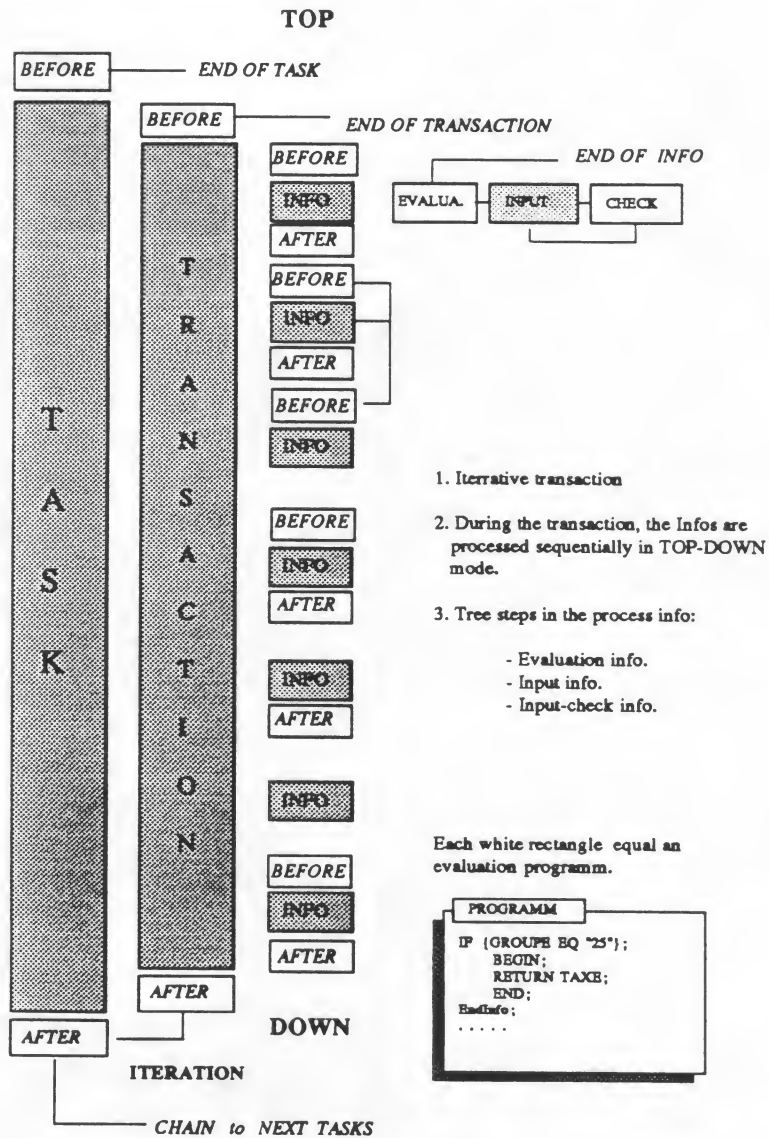 TOP
BEFORE
END OF TASK
BEFORE
END OF TRANSACTION
BEFORE
END OF INFO
INFO
EVALUA.
INPUT
CHECK
AFTER
BEFORE
INFO
AFTER
BEFORE
INFO
TASK
TRANSACTION
1. Iterrative transaction
BEFORE
2. During the transaction, the Infos are
processed sequentially in TOP-DOWN
mode.
INFO
AFTER
3. Tree steps in the process info:
- Evaluation info.
- Input info.
- Input-check info.
INFO
AFTER
INFO
Each white rectangle equal an
evaluation programm.
BEFORE
INFO
AFTER
PROGRAMM
IF {GROUPE EQ "25"};
BEGIN;
RETURN TAXE;
END;
EndInfo;
. . . . .
AFTER
DOWN
AFTER
ITERATION
CHAIN to NEXT TASKS